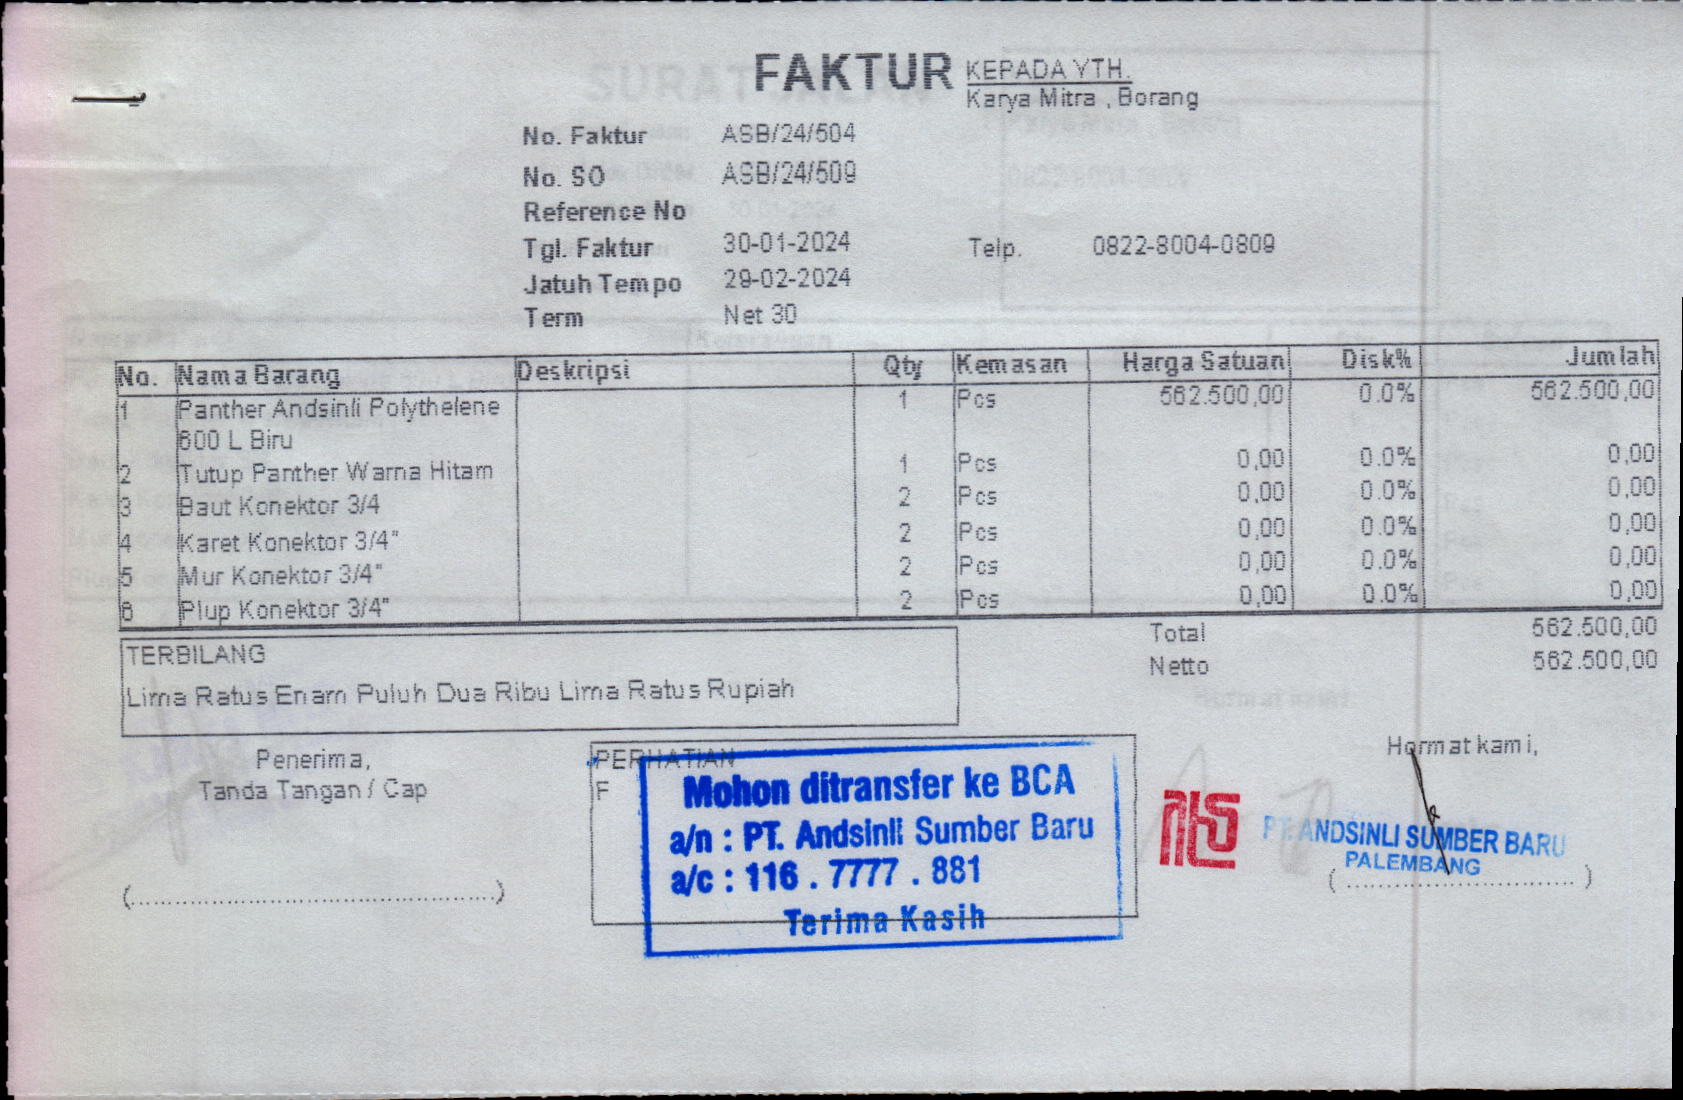 FAKTUR
KEPADA YTH.
Karya Mitra , Borang
No. Faktur ASB/24/504
No. SO ASB/24/509
Reference No
Tgl. Faktur 30-01-2024 Telp. 0822-8004-0809
Jatuh Tempo 29-02-2024
Term Net 30
No. Nama Barang Deskripsi Qty Kemasan Harga Satuan Disk% Jumlah
1 Panther Andsinli Polythelene 1 Pcs 562.500,00 0.0% 562.500,00
600 L Biru
2 Tutup Panther Warna Hitam 1 Pcs 0,00 0.0% 0,00
3 Baut Konektor 3/4 2 Pcs 0,00 0.0% 0,00
4 Karet Konektor 3/4" 2 Pcs 0,00 0.0% 0,00
5 Mur Konektor 3/4" 2 Pcs 0,00 0.0% 0,00
6 Plup Konektor 3/4" 2 Pcs 0,00 0.0% 0,00
Total 562.500,00
Netto 562.500,00
TERBILANG
Lima Ratus Enam Puluh Dua Ribu Lima Ratus Rupiah
Penerima,
Tanda Tangan / Cap
(..........)
PERHATIAN
F
Mohon ditransfer ke BCA
a/n : PT. Andsinli Sumber Baru
a/c : 116 . 7777 . 881
Terima Kasih
Hormat kami,
PT. ANDSINLI SUMBER BARU
PALEMBANG
(..........)